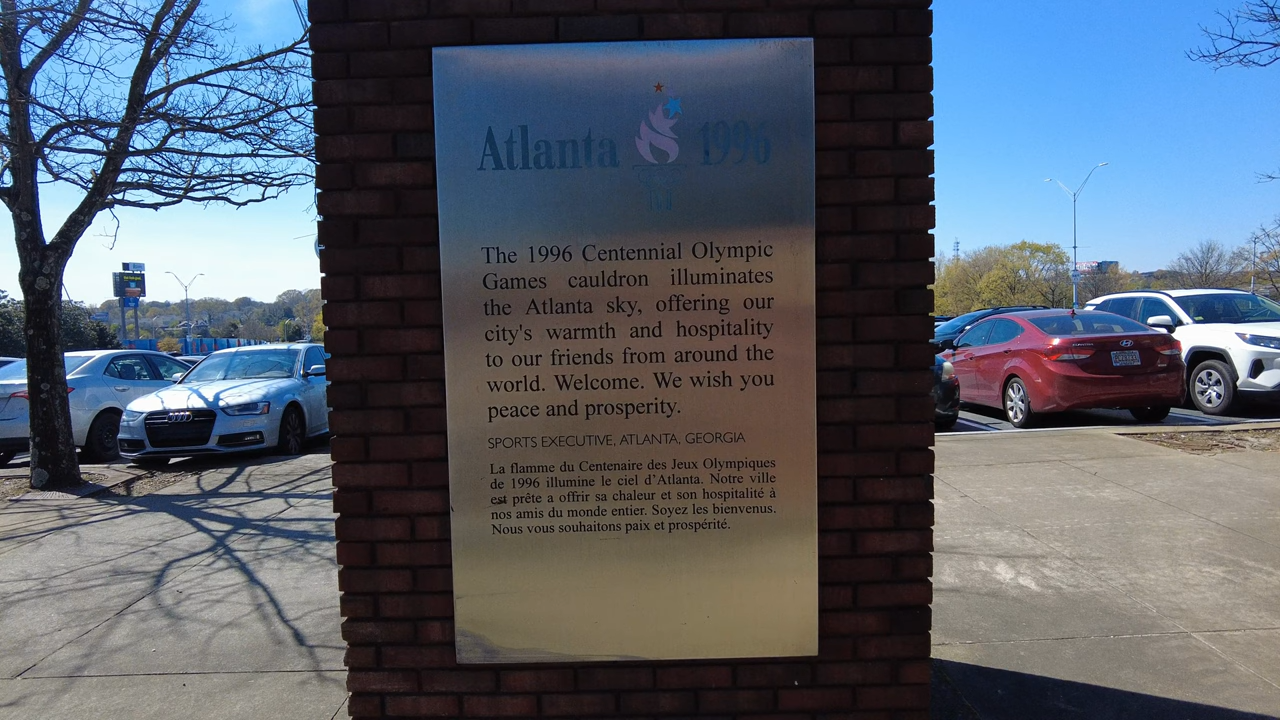 Atlanta 1996
The 1996 Centennial Olympic
Games cauldron illuminates
the Atlanta sky, offering our
city's warmth and hospitality
to our friends from around the
world. Welcome. We wish you
peace and prosperity.
SPORTS EXECUTIVE, ATLANTA, GEORGIA
La flamme du Centenaire des Jeux Olympiques
de 1996 illumine le ciel d'Atlanta. Notre ville
est prête a offrir sa chaleur et son hospitalité à
nos amis du monde entier. Soyez les bienvenus.
Nous vous souhaitons paix et prospérité.